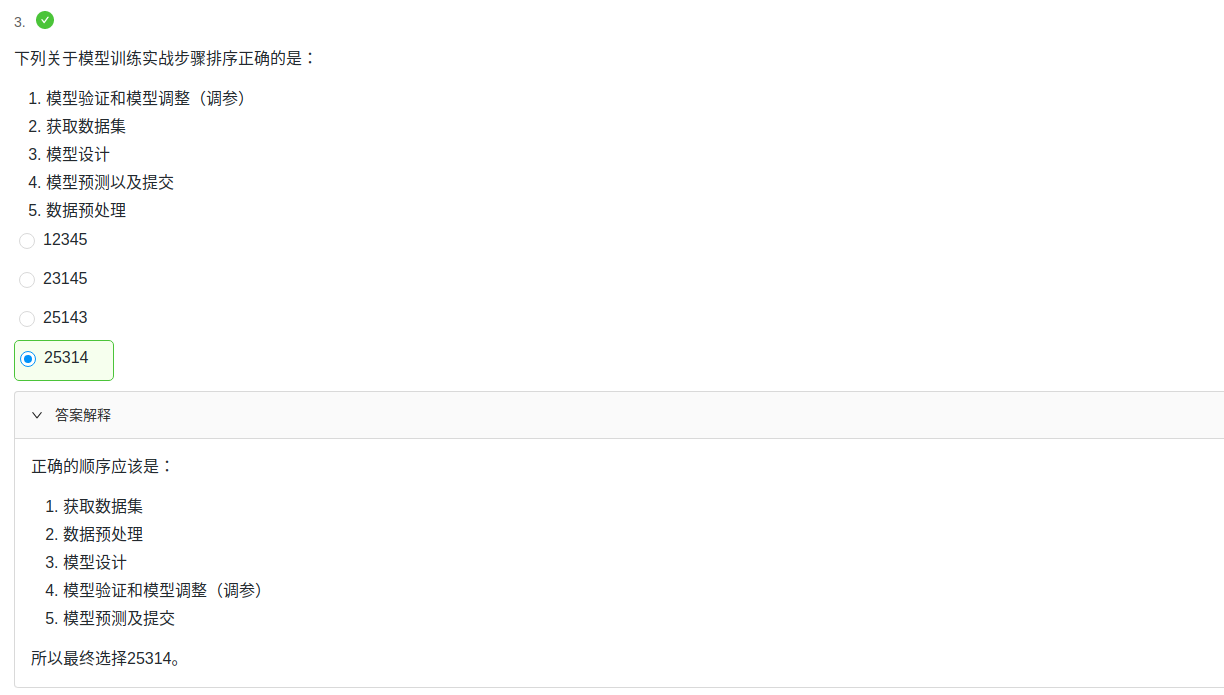 3.
下列关于模型训练实战步骤排序正确的是：
1. 模型验证和模型调整（调参）
2. 获取数据集
3. 模型设计
4. 模型预测以及提交
5. 数据预处理
12345
23145
25143
25314
答案解释
正确的顺序应该是：
1. 获取数据集
2. 数据预处理
3. 模型设计
4. 模型验证和模型调整（调参）
5. 模型预测及提交
所以最终选择25314。